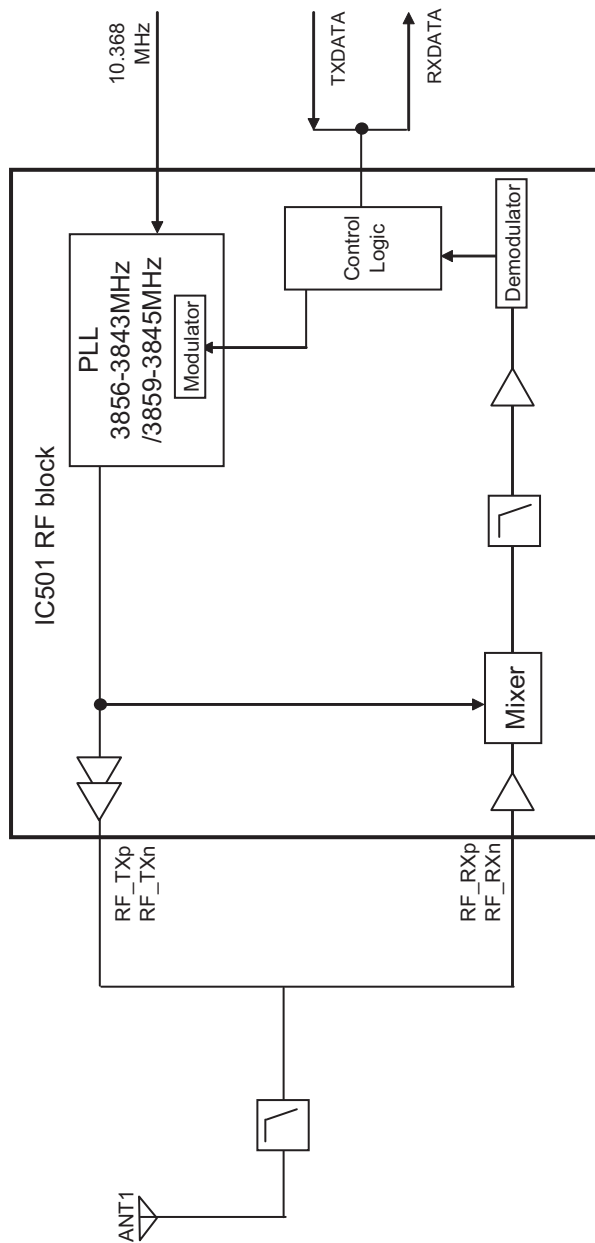 IC501 RF block
ANT1
RF_TXp
RF_TXn
PLL
3856-3843MHz
/3859-3845MHz
Modulator
10.368
MHz
Control
Logic
TXDATA
RXDATA
RF_RXp
RF_RXn
Mixer
Demodulator